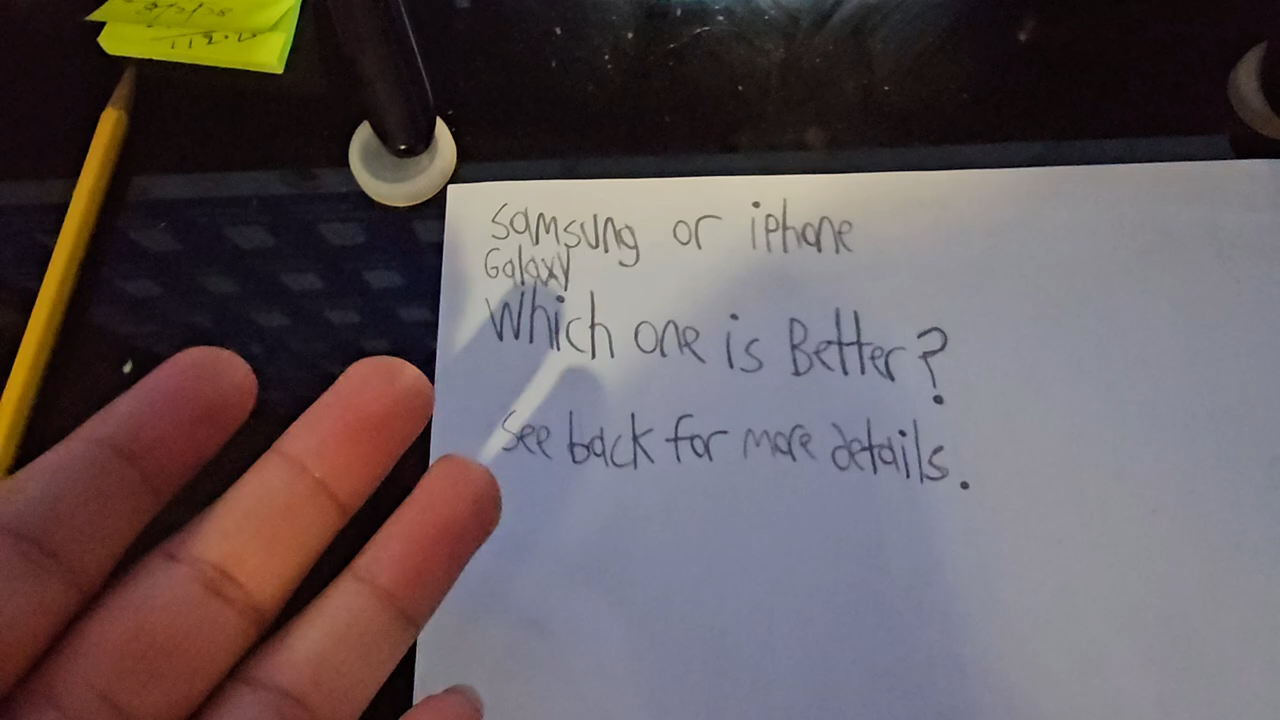 Samsung or iphone
Galaxy
Which one is Better?
See back for more details.